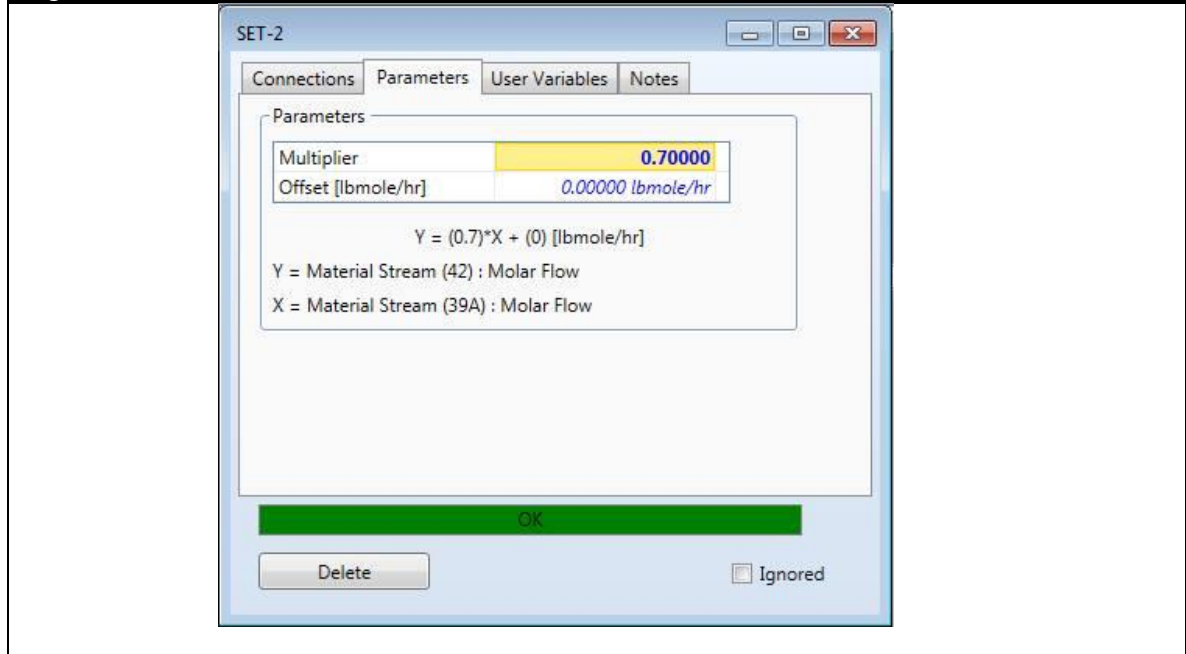 SET-2
Connections Parameters User Variables Notes
Parameters
Multiplier 0.70000
Offset [lbmole/hr] 0.00000 lbmole/hr
Y = (0.7)*X + (0) [lbmole/hr]
Y = Material Stream (42) : Molar Flow
X = Material Stream (39A) : Molar Flow
OK
Delete Ignored